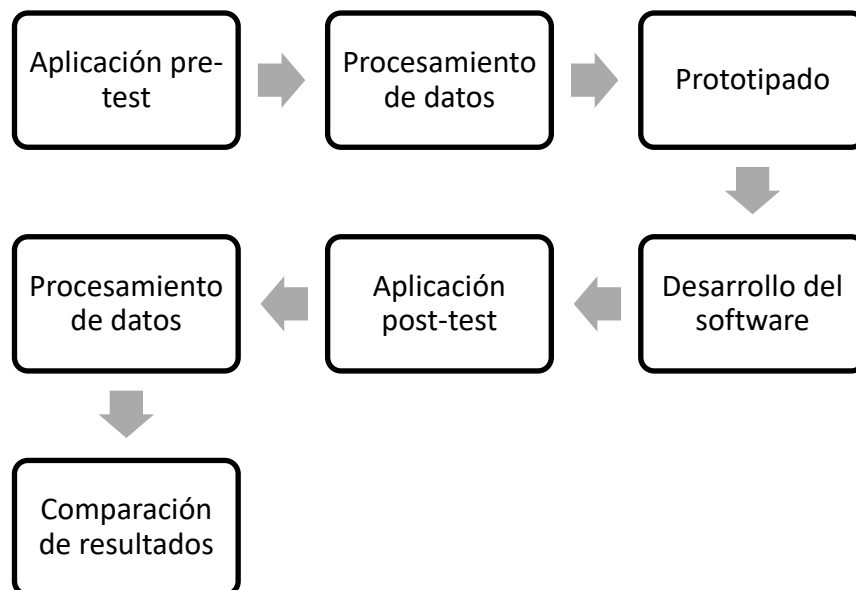 Aplicación pre-
test
Procesamiento
de datos
Prototipado
Desarrollo del
software
Aplicación
post-test
Procesamiento
de datos
Comparación
de resultados